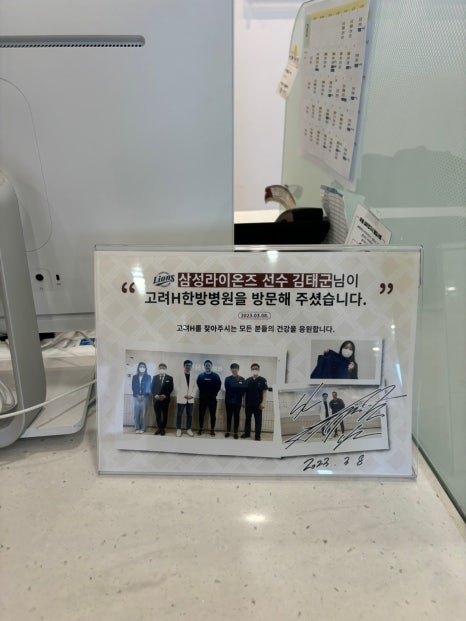 Lions 삼성라이온즈 선수 김태군님이
“ 고려H한방병원을 방문해 주셨습니다. ”
2023.03.08.
고려H를 찾아주시는 모든 분들의 건강을 응원합니다.
2023. 3 8